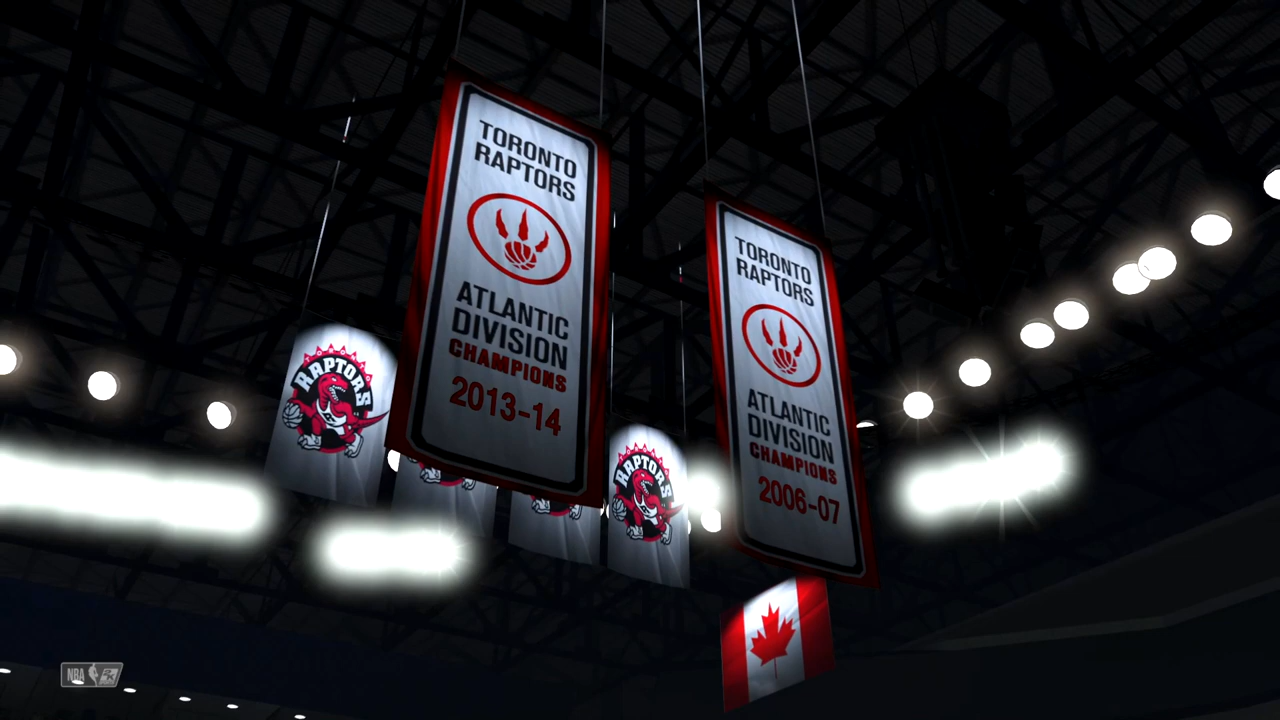 TORONTO
RAPTORS
ATLANTIC
DIVISION
CHAMPIONS
2013-14
TORONTO
RAPTORS
ATLANTIC
DIVISION
CHAMPIONS
2006-07
RAPTORS
RAPTORS
NBA 2K